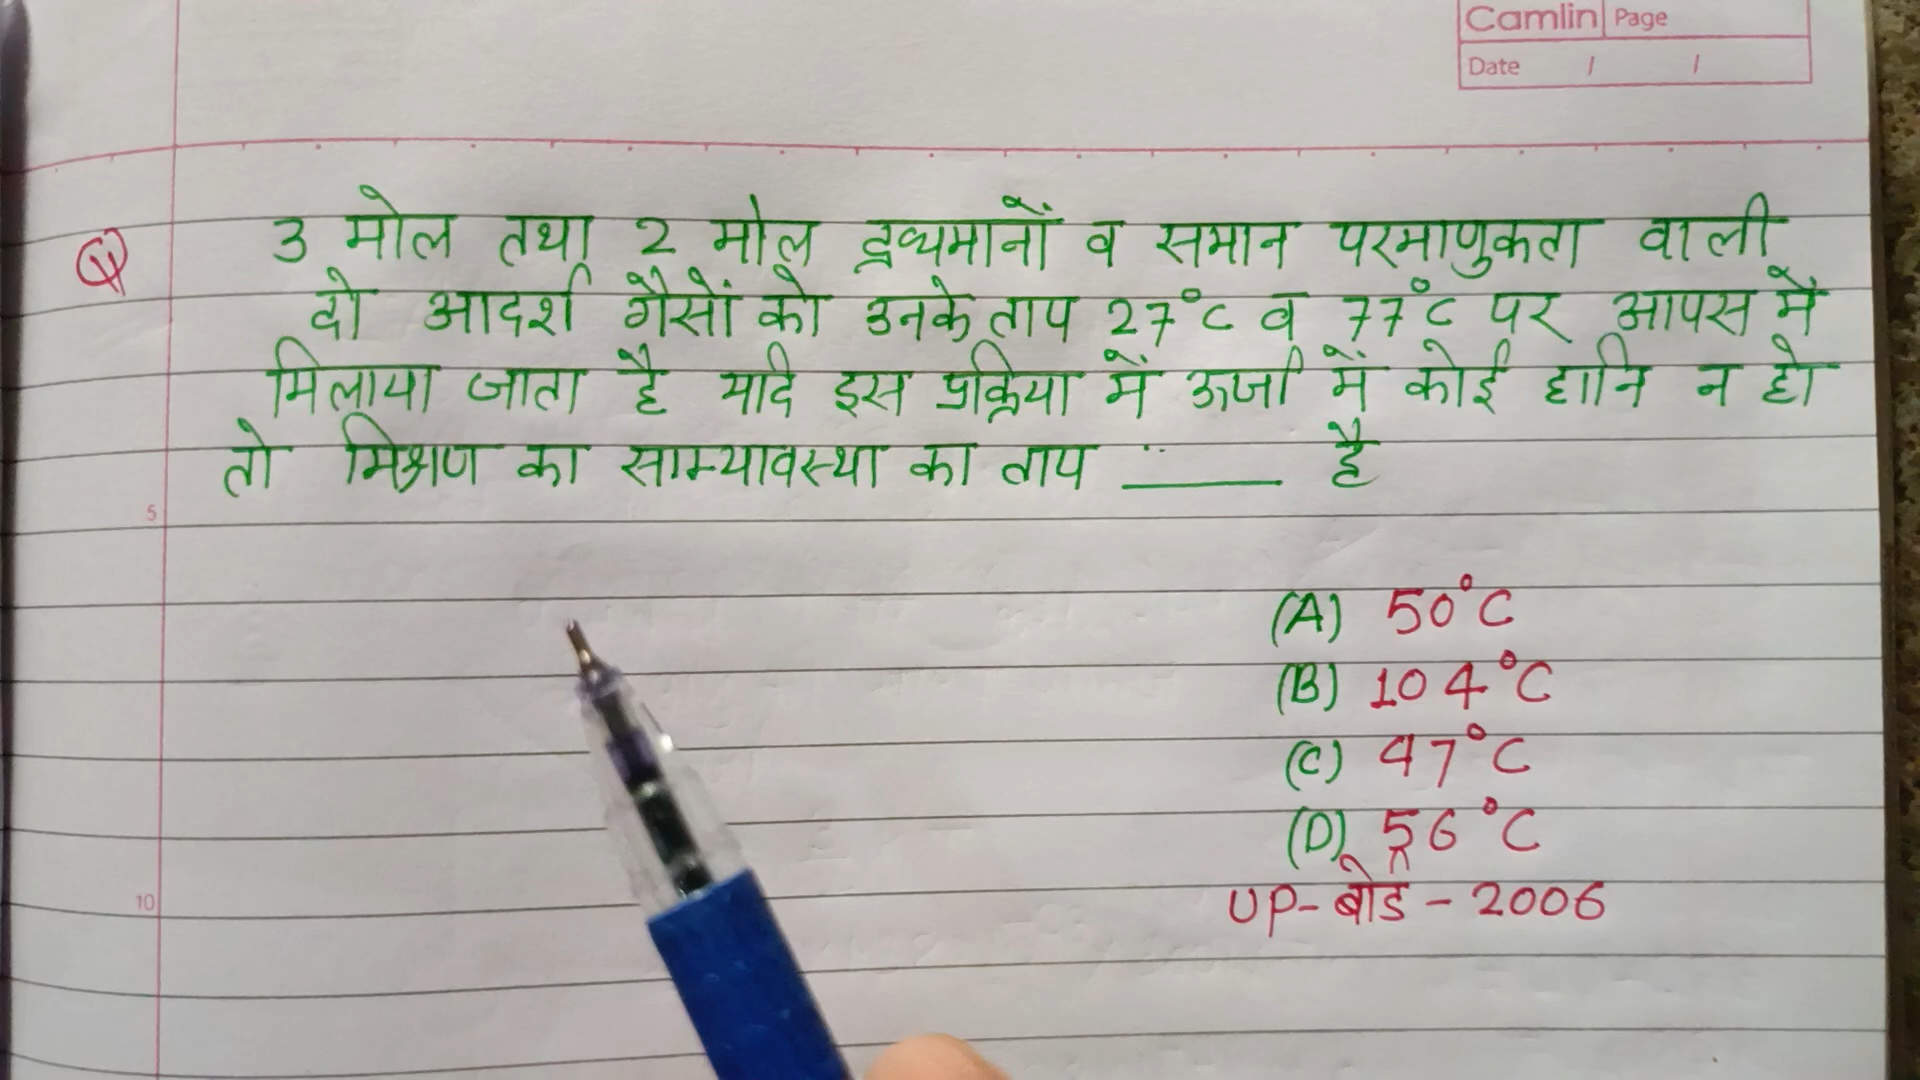 Camlin Page
Date / /
Q 3 मोल तथा 2 मोल द्रव्यमानों व समान परमाणुकता वाली
दो आदर्श गैसों को उनके ताप 27°C व 77°C पर आपस में
मिलाया जाता है यदि इस प्रक्रिया में ऊर्जा में कोई हानि न हो
तो मिश्रण का साम्यावस्था का ताप ____ है
5
(A) 50°C
(B) 104°C
(C) 47°C
(D) 56°C
10
UP-बोर्ड - 2006